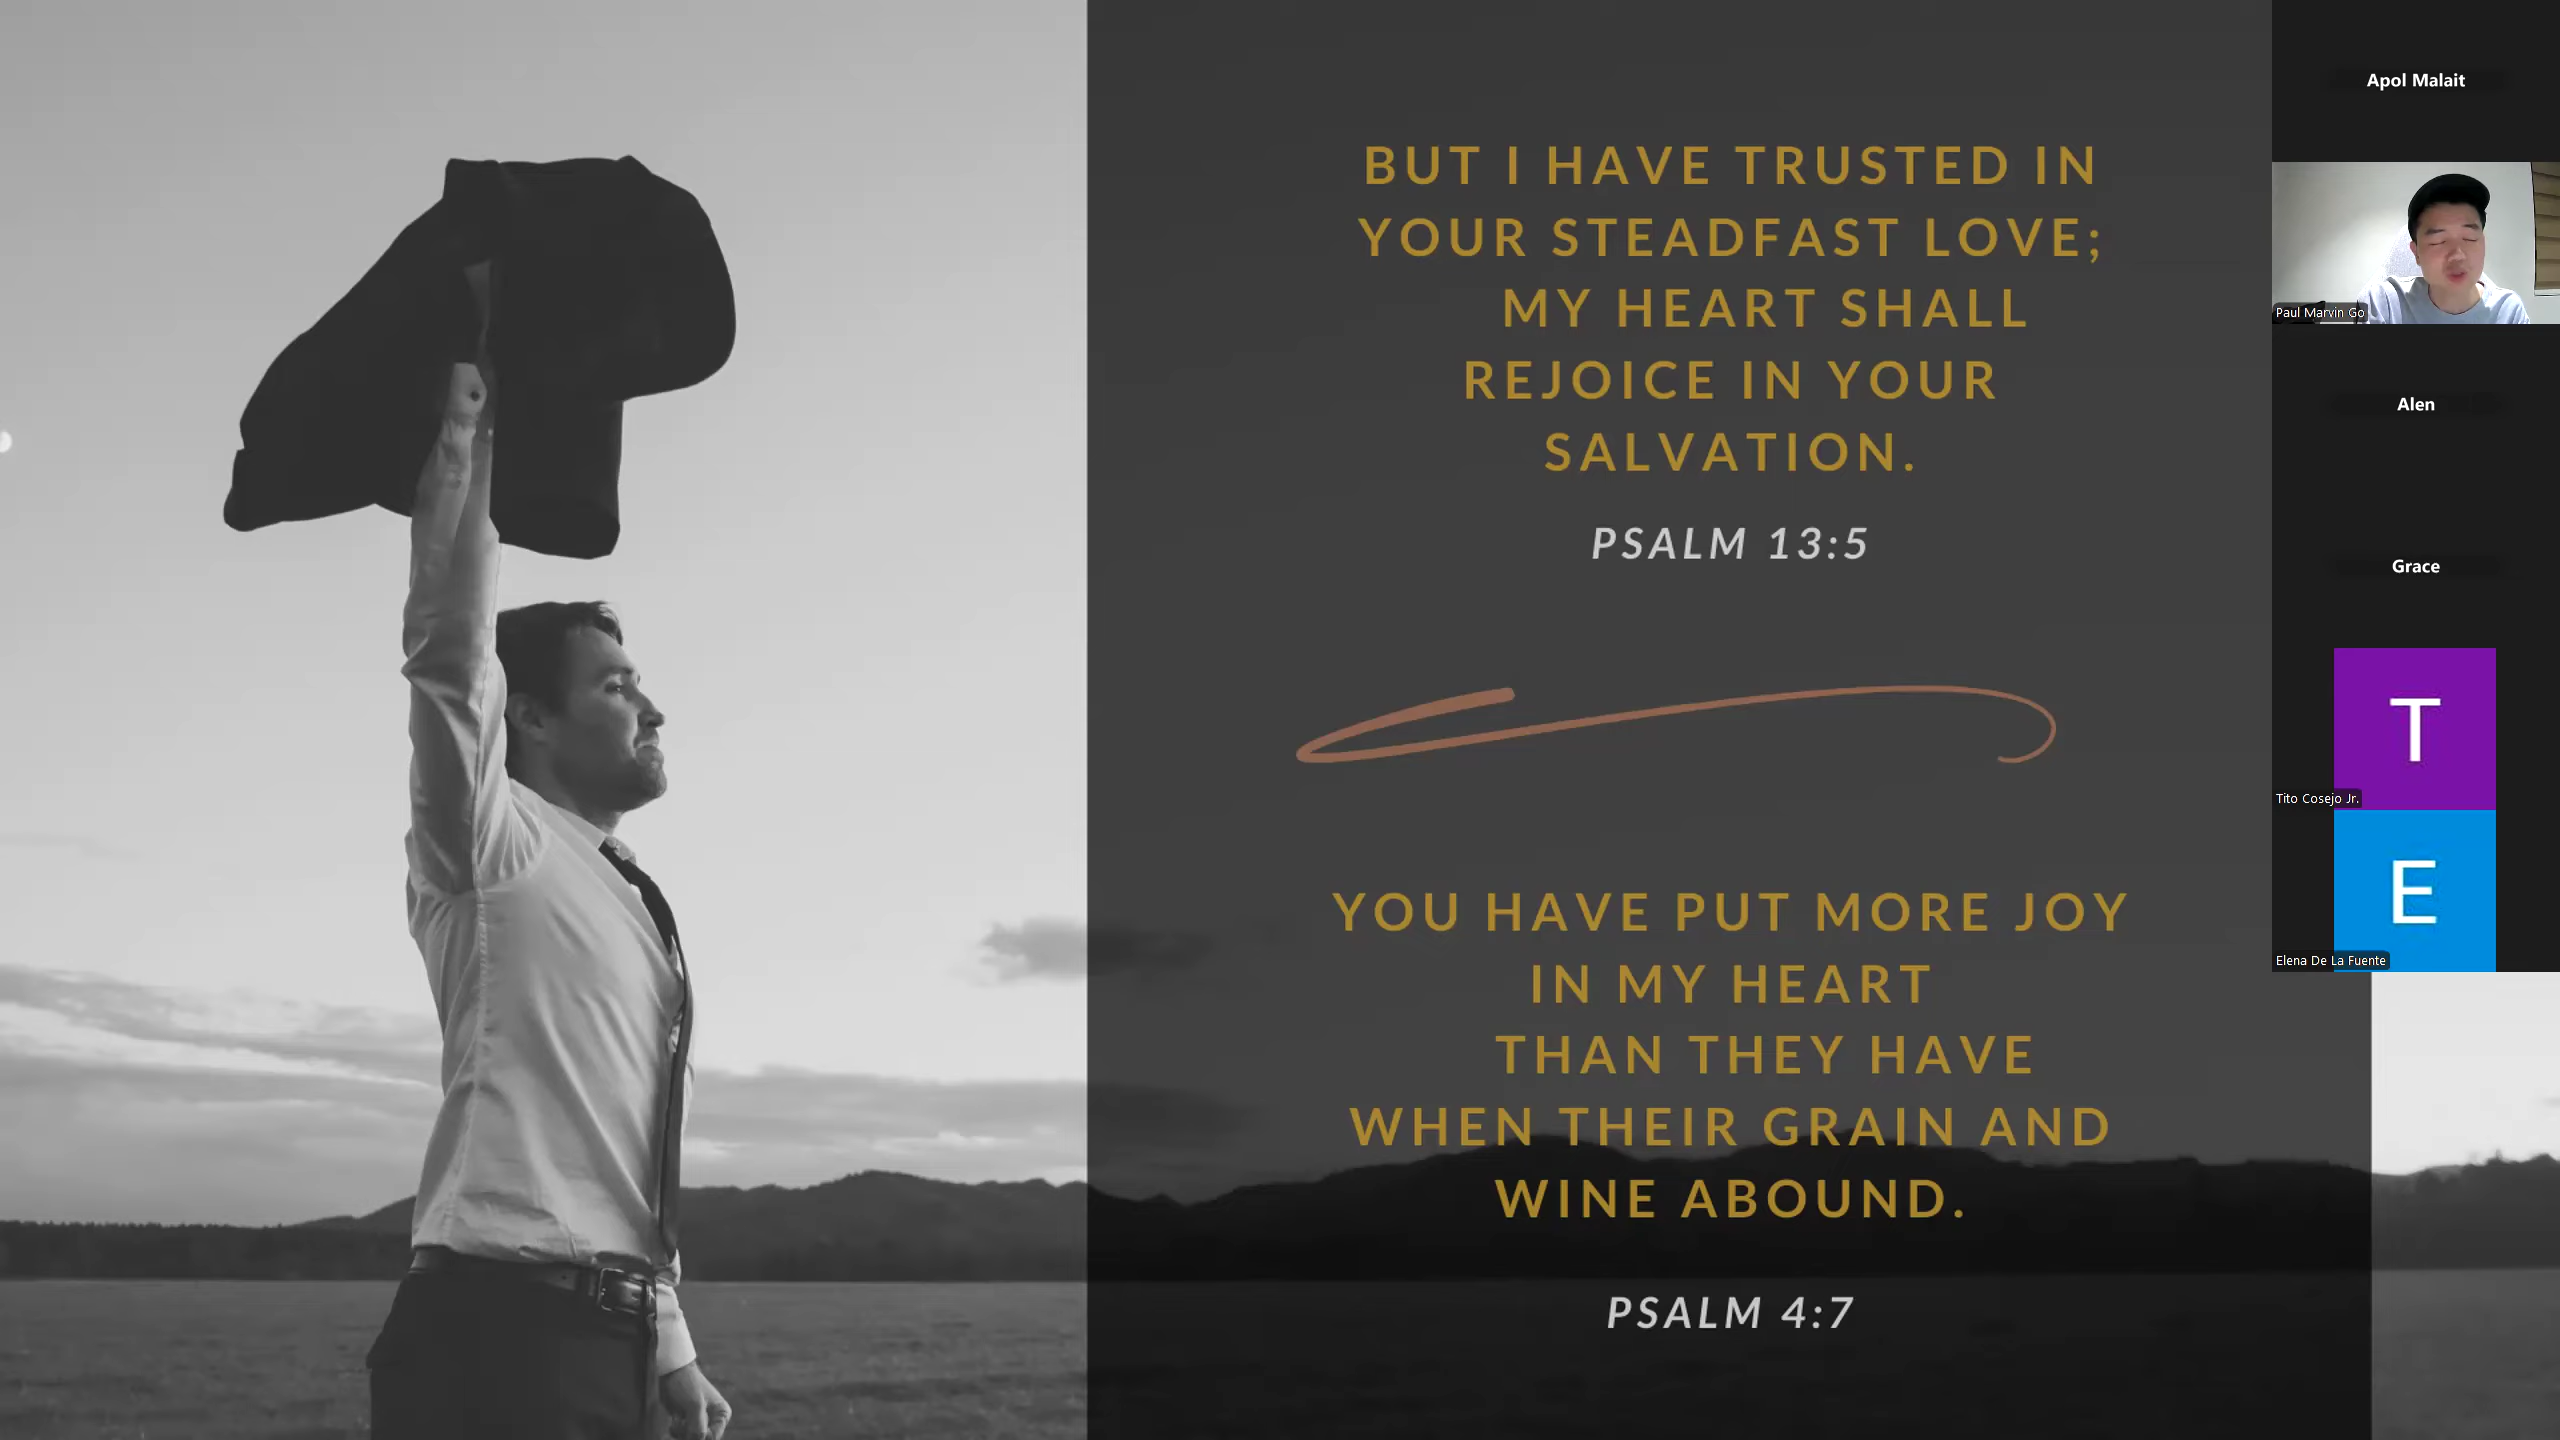 BUT I HAVE TRUSTED IN
YOUR STEADFAST LOVE;
MY HEART SHALL
REJOICE IN YOUR
SALVATION.
PSALM 13:5
YOU HAVE PUT MORE JOY
IN MY HEART
THAN THEY HAVE
WHEN THEIR GRAIN AND
WINE ABOUND.
PSALM 4:7
Apol Malait
Paul Marvin Go
Alen
Grace
T
Tito Cosejo Jr.
E
Elena De La Fuente